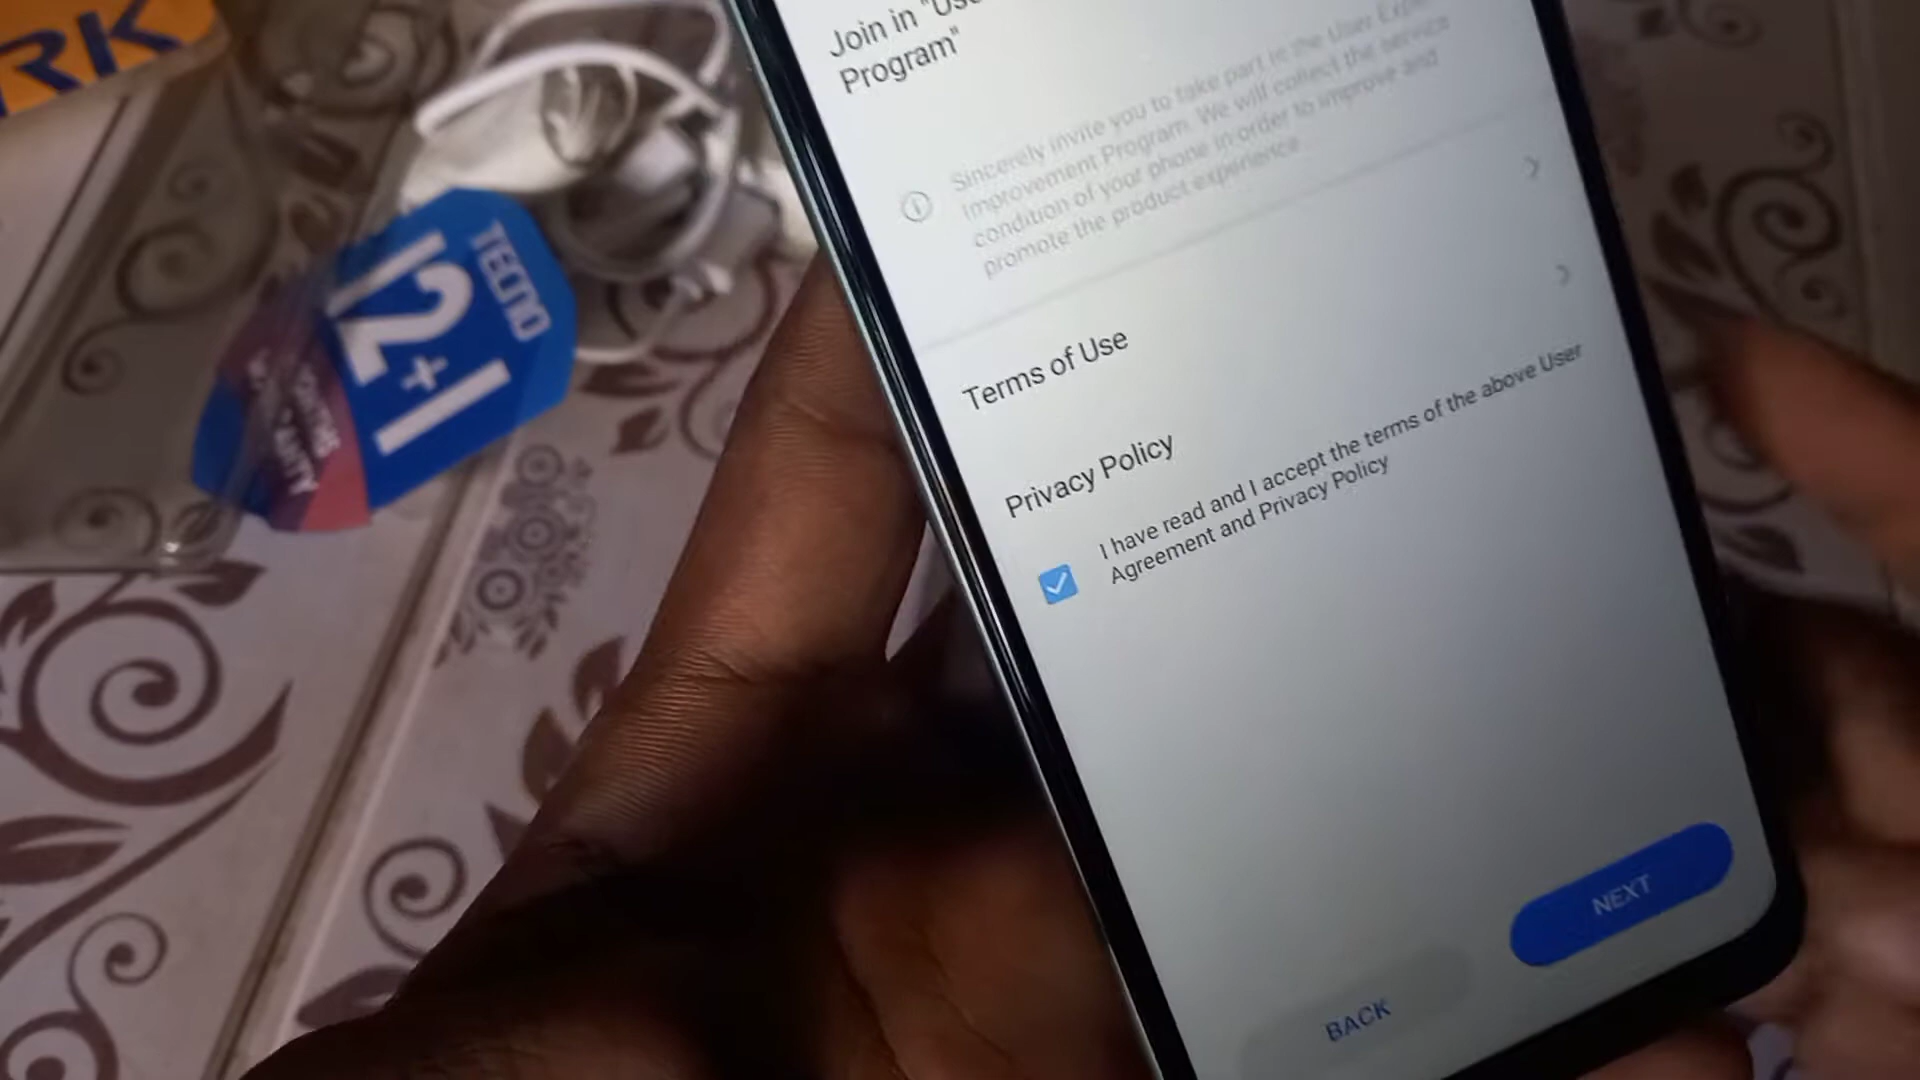 RK
TECNO
12+1
Join in "Use
Program"
Sincerely invite you to take part in the User Expe
Improvement Program. We will collect the service
condition of your phone in order to improve and
promote the product experience.
Terms of Use
Privacy Policy
I have read and I accept the terms of the above User
Agreement and Privacy Policy
NEXT
BACK